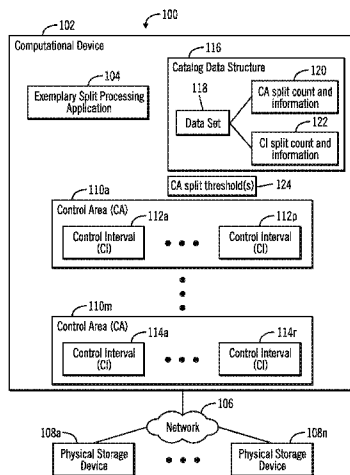 100
102
Computational Device
104
Exemplary Split Processing
Application
116
Catalog Data Structure
118
Data Set
120
CA split count and
information
122
CI split count and
information
CA split threshold(s)
124
110a
Control Area (CA)
112a
Control Interval
(CI)
112p
Control Interval
(CI)
110m
Control Area (CA)
114a
Control Interval
(CI)
114r
Control Interval
(CI)
106
Network
108a
Physical Storage
Device
108n
Physical Storage
Device